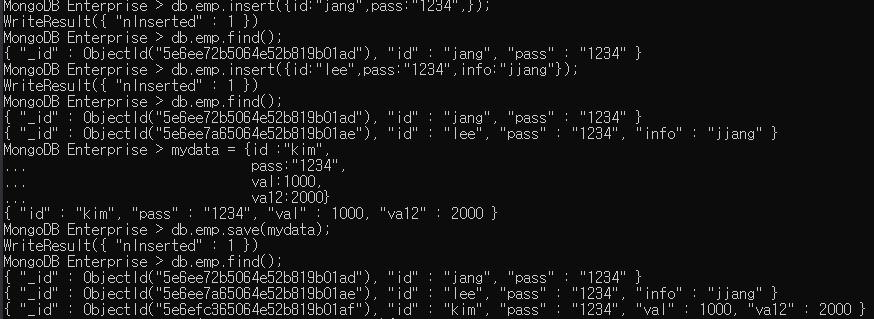 MongoDB Enterprise > db.emp.insert({id:"jang",pass:"1234",});
WriteResult({ "nInserted" : 1 })
MongoDB Enterprise > db.emp.find();
{ "_id" : ObjectId("5e6ee72b5064e52b819b01ad"), "id" : "jang", "pass" : "1234" }
MongoDB Enterprise > db.emp.insert({id:"lee",pass:"1234",info:"jjang"});
WriteResult({ "nInserted" : 1 })
MongoDB Enterprise > db.emp.find();
{ "_id" : ObjectId("5e6ee72b5064e52b819b01ad"), "id" : "jang", "pass" : "1234" }
{ "_id" : ObjectId("5e6ee7a65064e52b819b01ae"), "id" : "lee", "pass" : "1234", "info" : "jjang" }
MongoDB Enterprise > mydata = {id :"kim",
... pass:"1234",
... val:1000,
... va12:2000}
{ "id" : "kim", "pass" : "1234", "val" : 1000, "va12" : 2000 }
MongoDB Enterprise > db.emp.save(mydata);
WriteResult({ "nInserted" : 1 })
MongoDB Enterprise > db.emp.find();
{ "_id" : ObjectId("5e6ee72b5064e52b819b01ad"), "id" : "jang", "pass" : "1234" }
{ "_id" : ObjectId("5e6ee7a65064e52b819b01ae"), "id" : "lee", "pass" : "1234", "info" : "jjang" }
{ "_id" : ObjectId("5e6efc365064e52b819b01af"), "id" : "kim", "pass" : "1234", "val" : 1000, "va12" : 2000 }